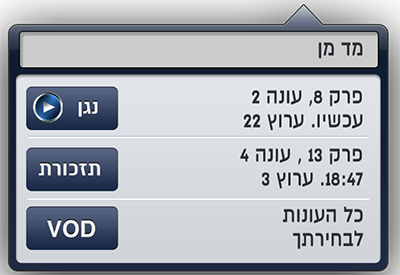 מד מן
פרק 8, עונה 2
עכשיו. ערוץ 22
נגן
פרק 13 , עונה 4
18:47. ערוץ 3
תזכורת
כל העונות
לבחירתך
VOD